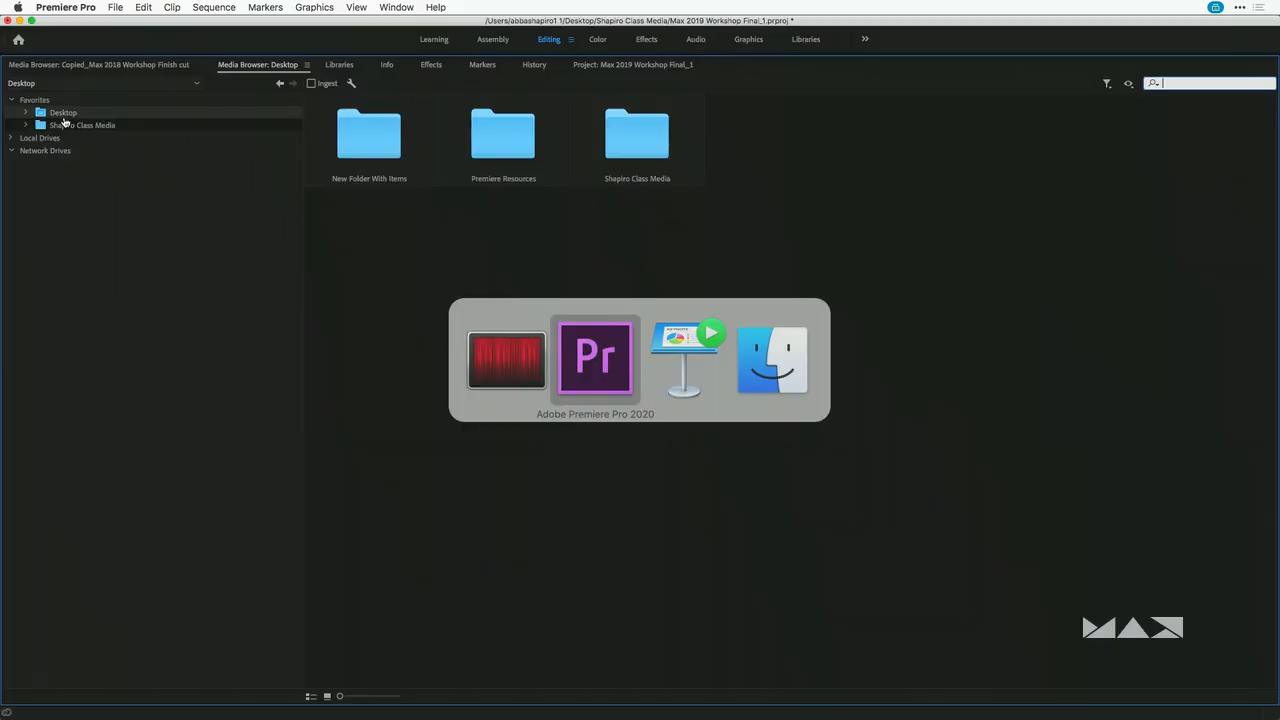 Premiere Pro File Edit Clip Sequence Markers Graphics View Window Help
/Users/abbashapiro1 1/Desktop/Shapiro Class Media/Max 2019 Workshop Final_1.prproj *
Learning Assembly Editing Color Effects Audio Graphics Libraries
Media Browser: Copied_Max 2018 Workshop Finish cut Media Browser: Desktop Libraries Info Effects Markers History Project: Max 2019 Workshop Final_1
Desktop Ingest
Favorites
Desktop
Shapiro Class Media
Local Drives
Network Drives
New Folder With Items Premiere Resources Shapiro Class Media
KEYNOTE
Pr
Adobe Premiere Pro 2020
MAX